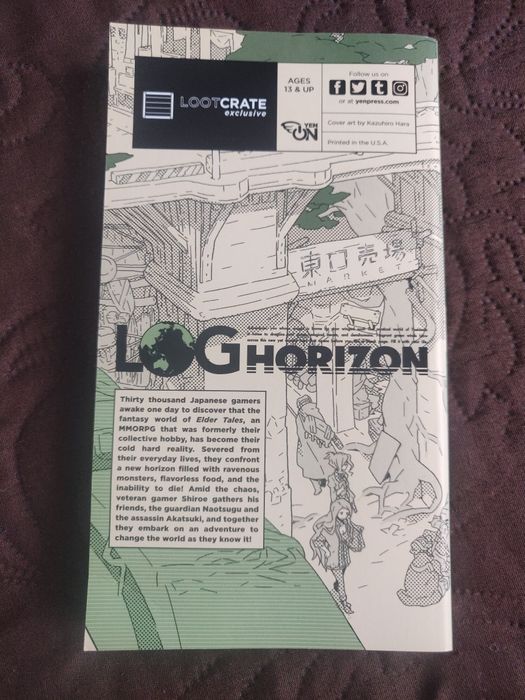 LOOTCRATE
exclusive
AGES
13 & UP
Follow us on
or at yenpress.com
YEN
ON
Cover art by Kazuhiro Hara
Printed in the U.S.A.
東口売場
MARKET
LOG HORIZON
Thirty thousand Japanese gamers
awake one day to discover that the
fantasy world of Elder Tales, an
MMORPG that was formerly their
collective hobby, has become their
cold hard reality. Severed from
their everyday lives, they confront
a new horizon filled with ravenous
monsters, flavorless food, and the
inability to die! Amid the chaos,
veteran gamer Shiroe gathers his
friends, the guardian Naotsugu and
the assassin Akatsuki, and together
they embark on an adventure to
change the world as they know it!